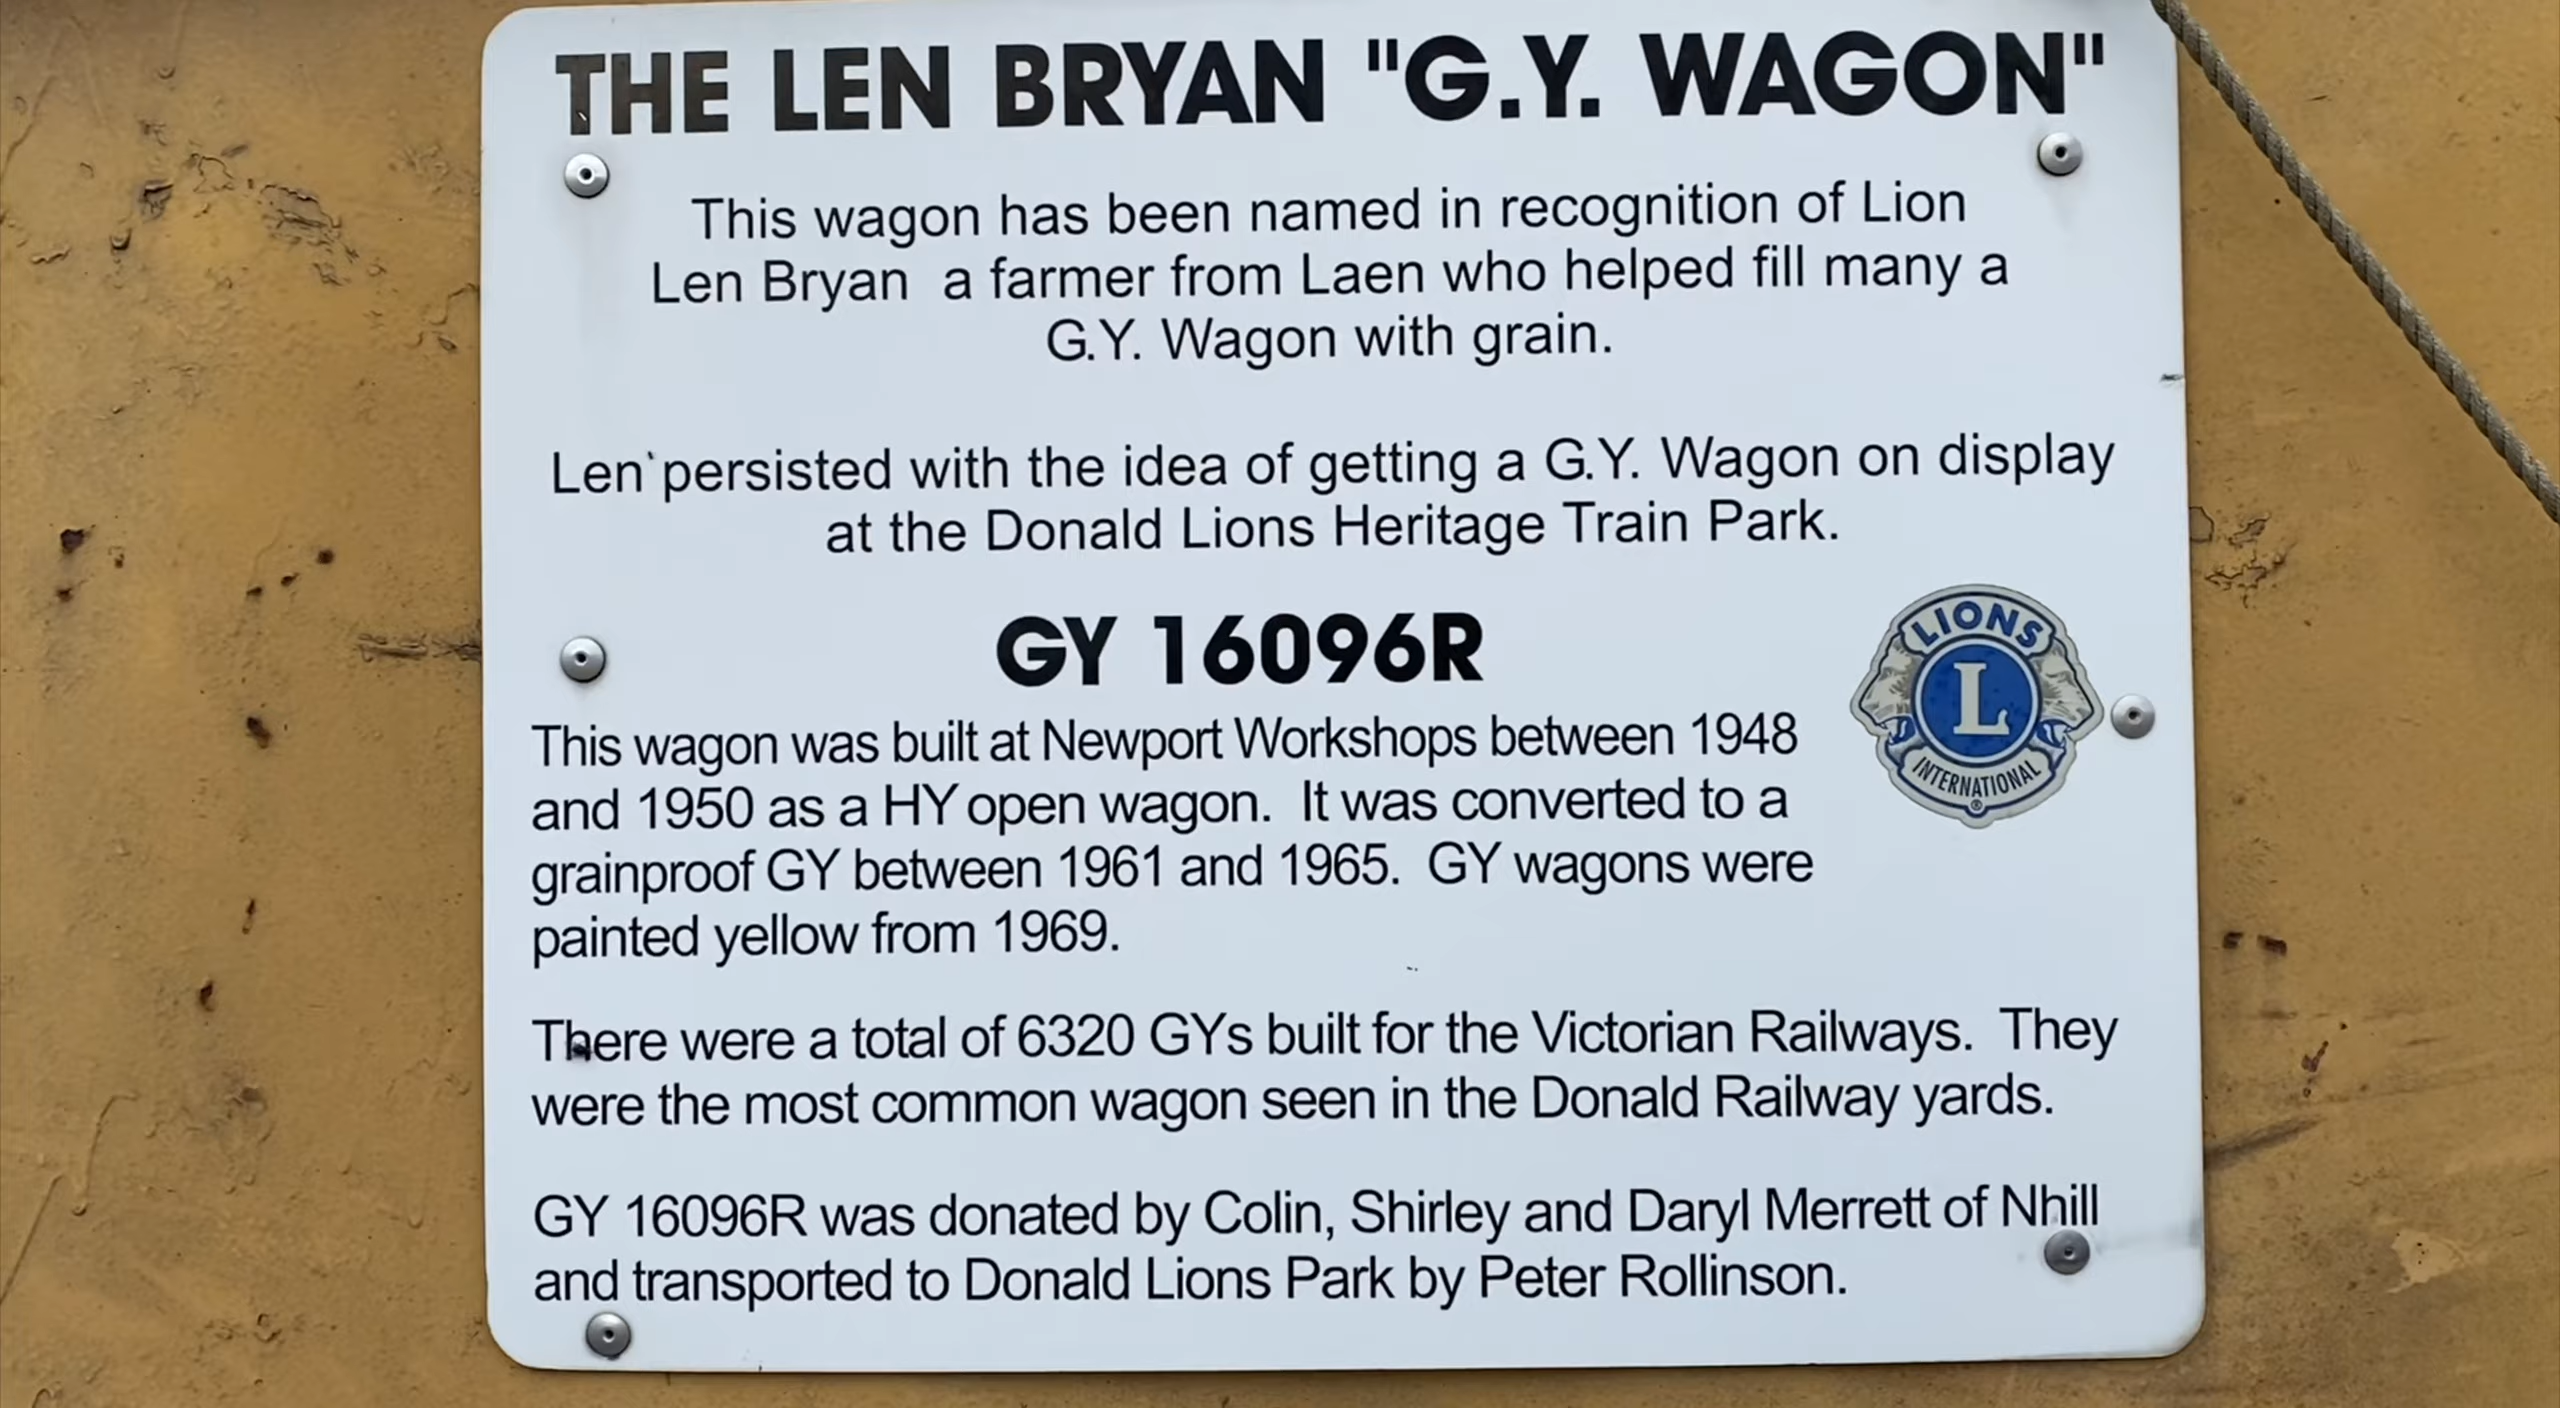 THE LEN BRYAN "G.Y. WAGON"
This wagon has been named in recognition of Lion
Len Bryan a farmer from Laen who helped fill many a
G.Y. Wagon with grain.
Len persisted with the idea of getting a G.Y. Wagon on display
at the Donald Lions Heritage Train Park.
GY 16096R
LIONS
L
INTERNATIONAL
®
This wagon was built at Newport Workshops between 1948
and 1950 as a HY open wagon. It was converted to a
grainproof GY between 1961 and 1965. GY wagons were
painted yellow from 1969.
There were a total of 6320 GYs built for the Victorian Railways. They
were the most common wagon seen in the Donald Railway yards.
GY 16096R was donated by Colin, Shirley and Daryl Merrett of Nhill
and transported to Donald Lions Park by Peter Rollinson.